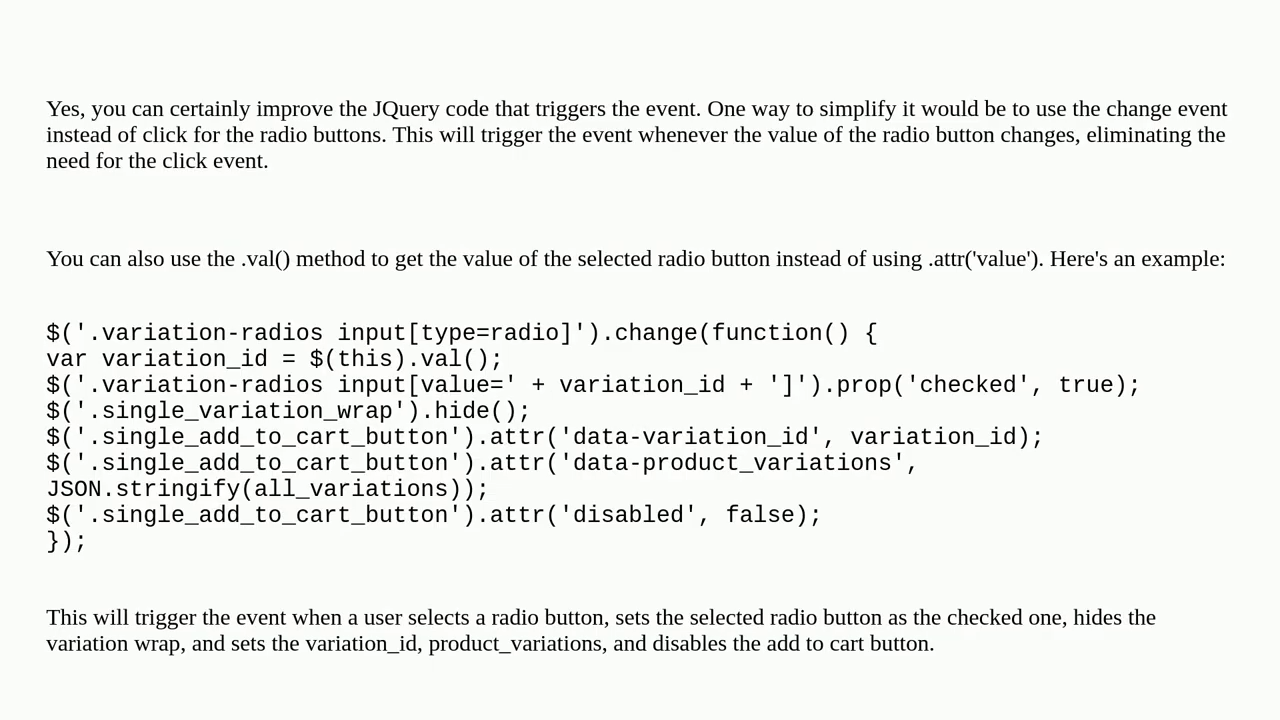 Yes, you can certainly improve the JQuery code that triggers the event. One way to simplify it would be to use the change event
instead of click for the radio buttons. This will trigger the event whenever the value of the radio button changes, eliminating the
need for the click event.
You can also use the .val() method to get the value of the selected radio button instead of using .attr('value'). Here's an example:
$('.variation-radios input[type=radio]').change(function() {
var variation_id = $(this).val();
$('.variation-radios input[value=' + variation_id + ']').prop('checked', true);
$('.single_variation_wrap').hide();
$('.single_add_to_cart_button').attr('data-variation_id', variation_id);
$('.single_add_to_cart_button').attr('data-product_variations',
JSON.stringify(all_variations));
$('.single_add_to_cart_button').attr('disabled', false);
});
This will trigger the event when a user selects a radio button, sets the selected radio button as the checked one, hides the
variation wrap, and sets the variation_id, product_variations, and disables the add to cart button.